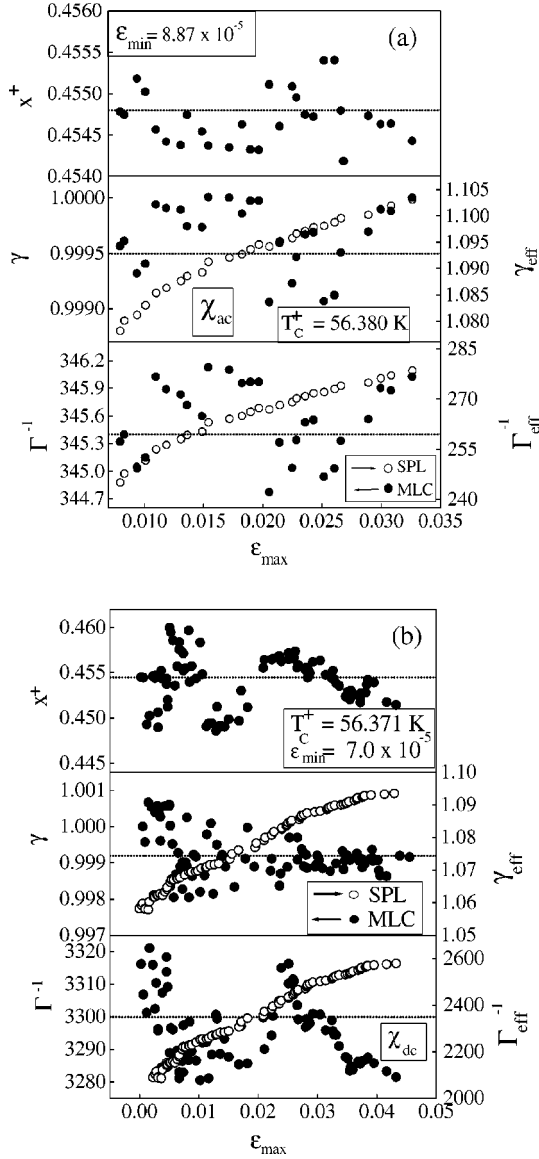 (a)
ε_min = 8.87 x 10^-5
x^+
0.4560
0.4555
0.4550
0.4545
0.4540
γ
1.0000
0.9995
0.9990
γ_eff
1.105
1.100
1.095
1.090
1.085
1.080
χ_ac
T_C^+ = 56.380 K
Γ^-1
346.2
345.9
345.6
345.3
345.0
344.7
Γ_eff^-1
285
270
255
240
SPL
MLC
0.010 0.015 0.020 0.025 0.030 0.035
ε_max
(b)
x^+
0.460
0.455
0.450
0.445
T_C^+ = 56.371 K
ε_min = 7.0 x 10^-5
γ
1.001
1.000
0.999
0.998
0.997
γ_eff
1.10
1.09
1.08
1.07
1.06
1.05
SPL
MLC
Γ^-1
3320
3310
3300
3290
3280
Γ_eff^-1
2600
2400
2200
2000
χ_dc
0.00 0.01 0.02 0.03 0.04 0.05
ε_max